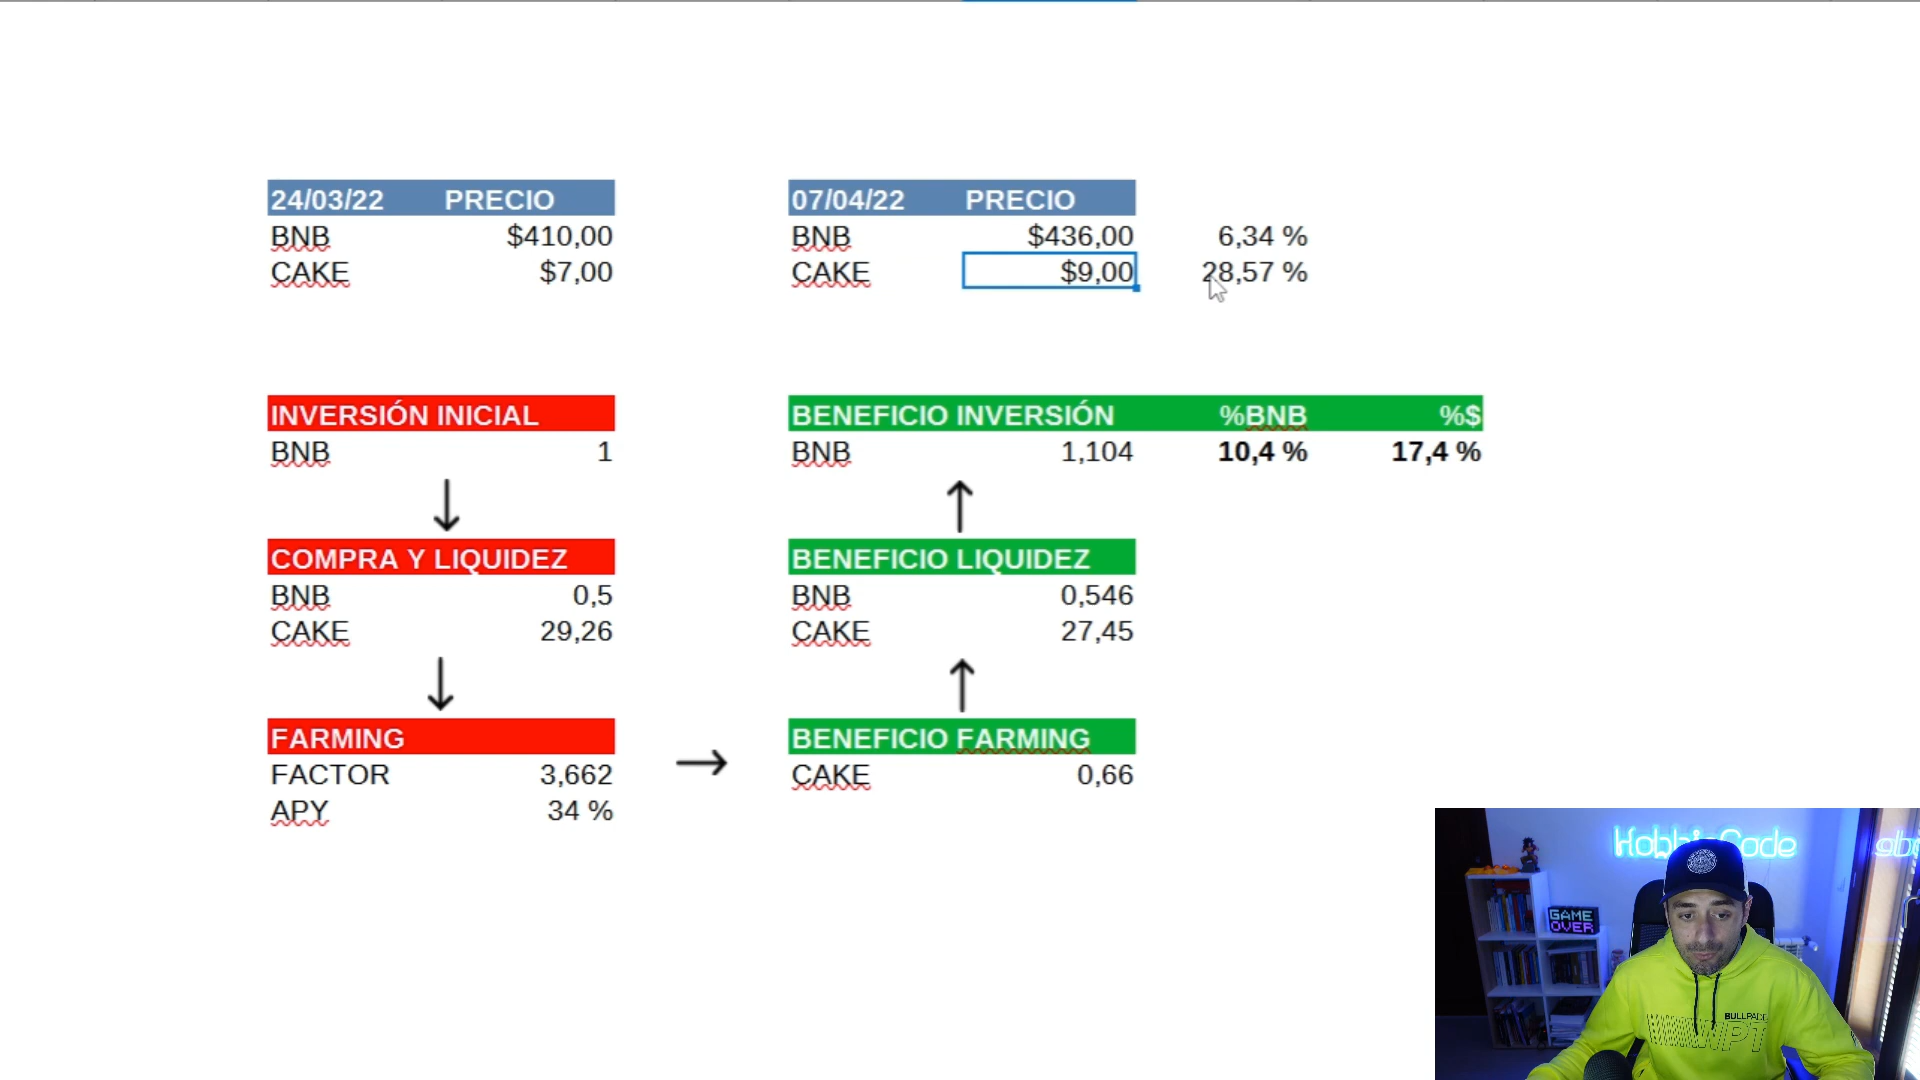 24/03/22 PRECIO
BNB $410,00
CAKE $7,00
07/04/22 PRECIO
BNB $436,00 6,34 %
CAKE $9,00 28,57 %
INVERSIÓN INICIAL
BNB 1
COMPRA Y LIQUIDEZ
BNB 0,5
CAKE 29,26
FARMING
FACTOR 3,662
APY 34 %
BENEFICIO INVERSIÓN %BNB %$
BNB 1,104 10,4 % 17,4 %
BENEFICIO LIQUIDEZ
BNB 0,546
CAKE 27,45
BENEFICIO FARMING
CAKE 0,66
GAME
OVER